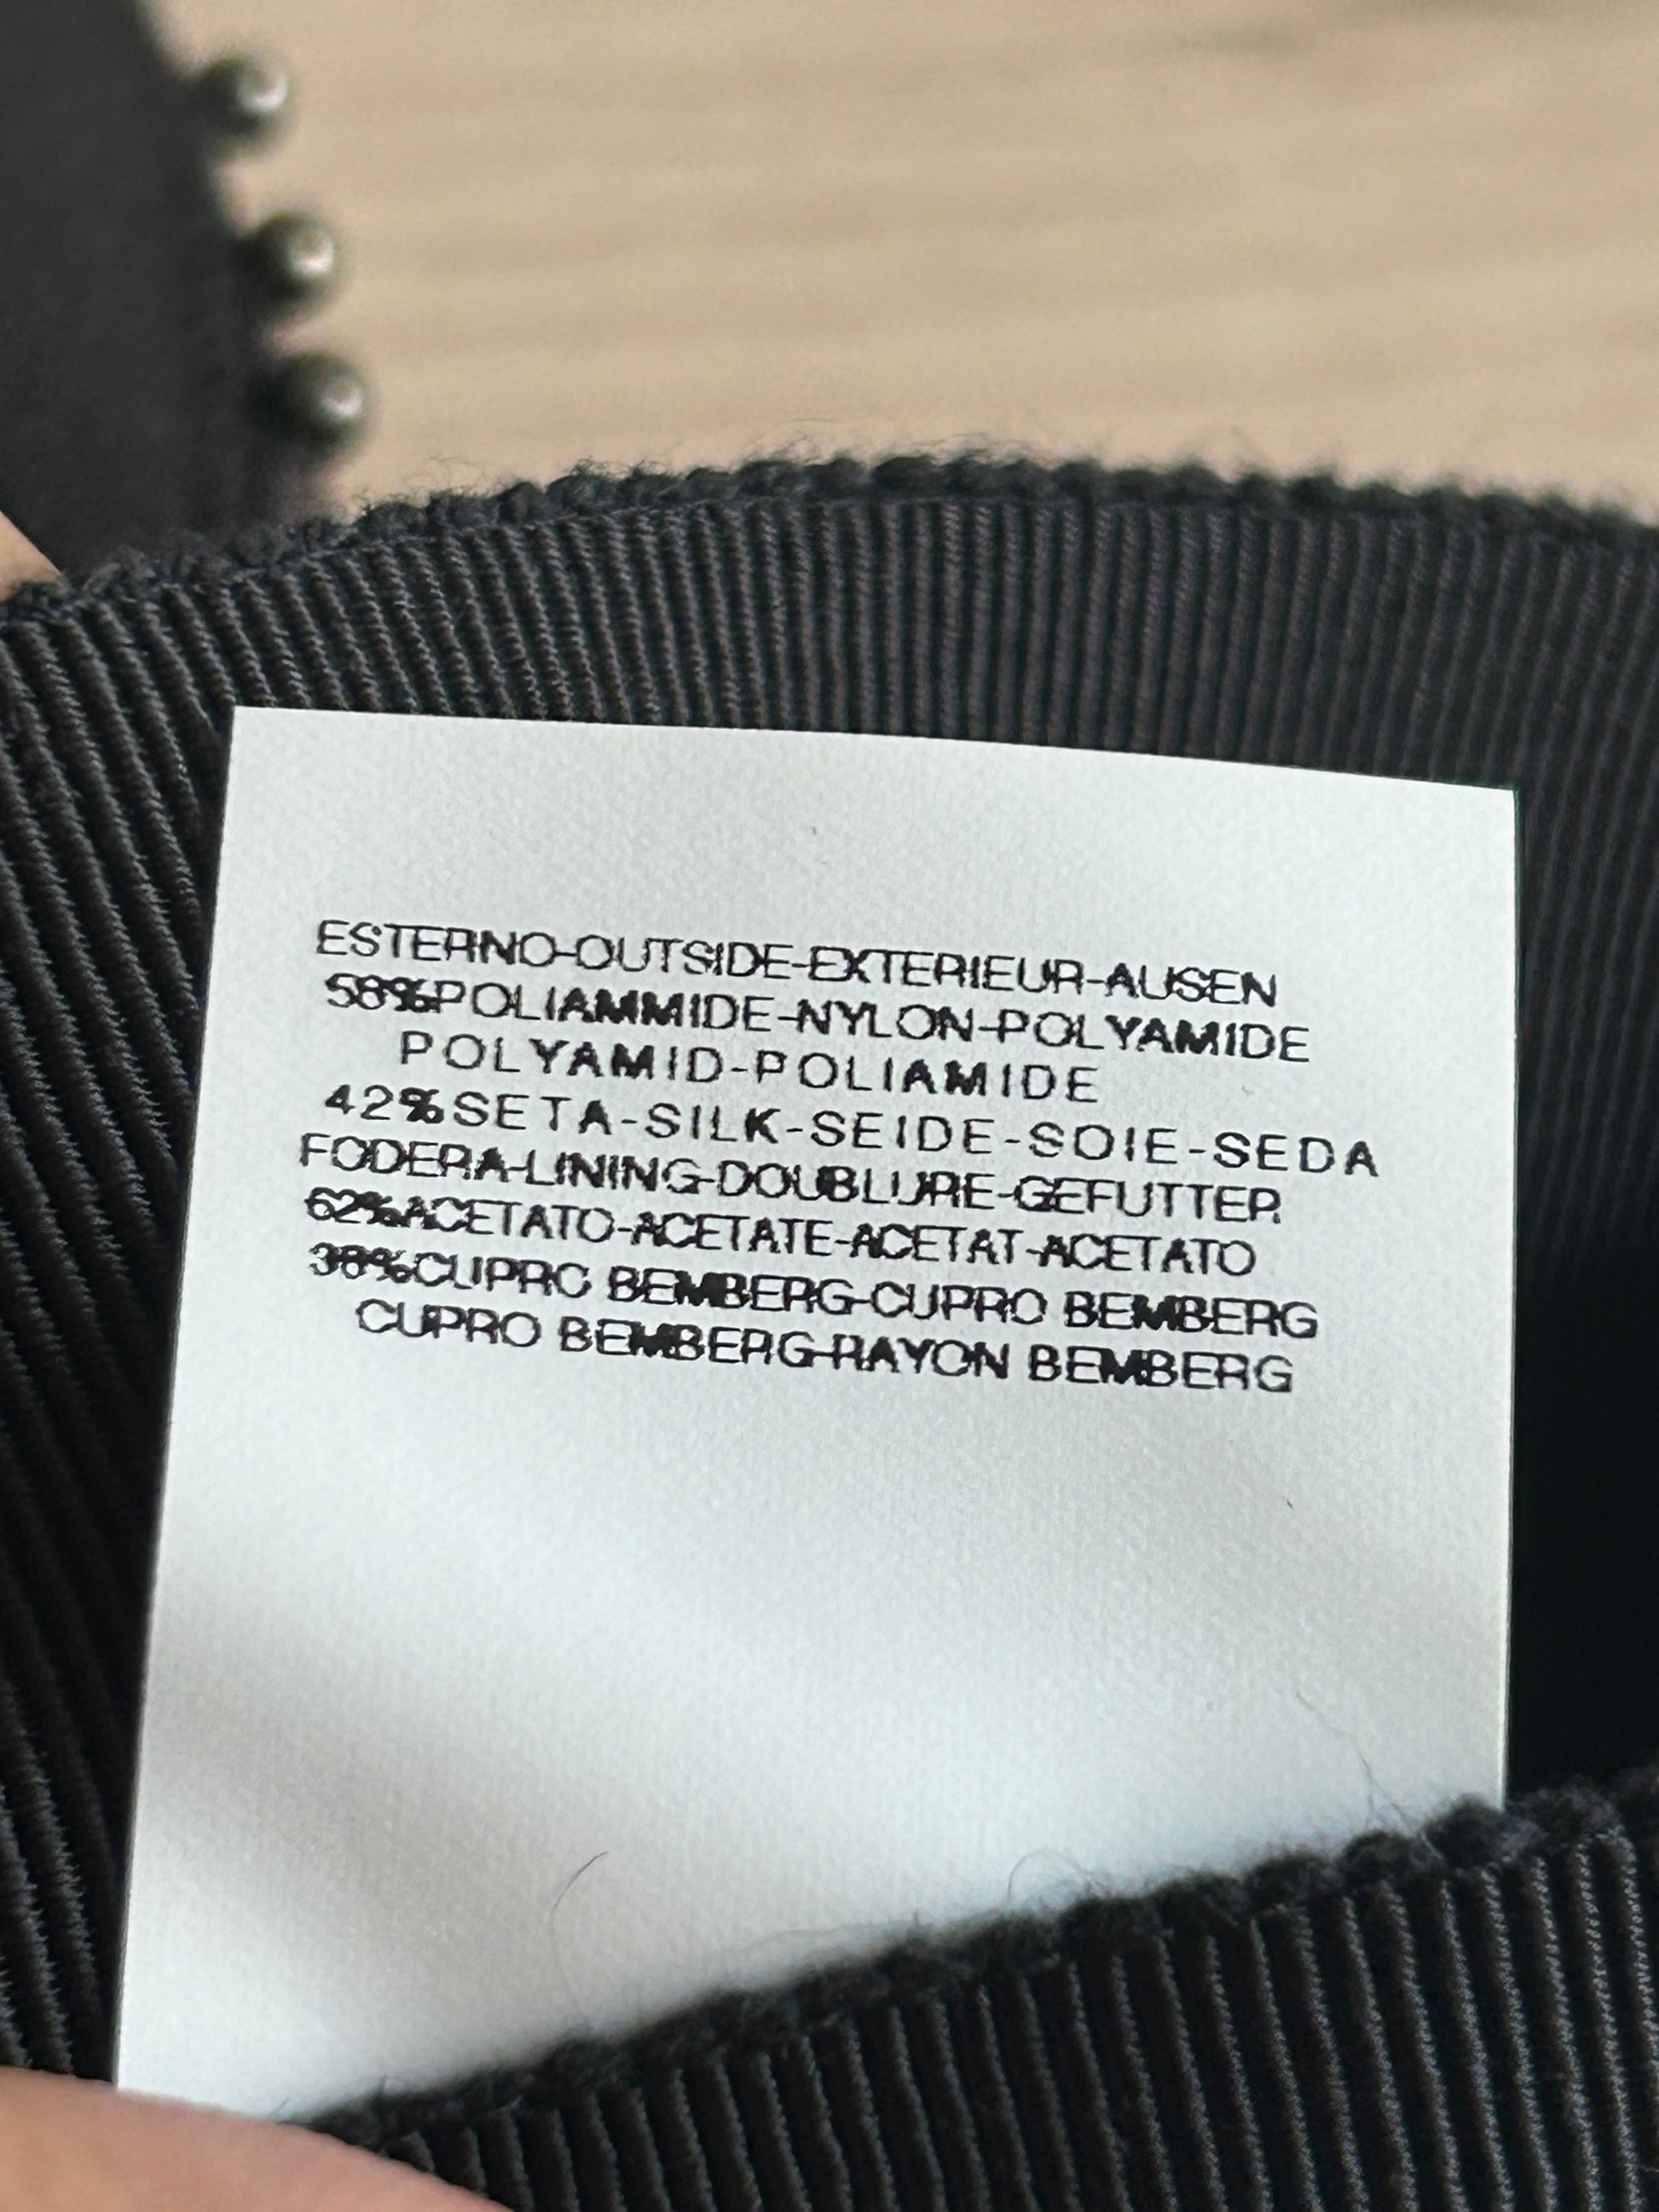 ESTERNO-OUTSIDE-EXTERIEUR-AUSEN
58%POLIAMMIDE-NYLON-POLYAMIDE
POLYAMID-POLIAMIDE
42%SETA-SILK-SEIDE-SOIE-SEDA
FODERA-LINING-DOUBLURE-GEFUTTER
62%ACETATO-ACETATE-ACETAT-ACETATO
38%CUPRO BEMBERG-CUPRO BEMBERG
CUPRO BEMBERG-RAYON BEMBERG